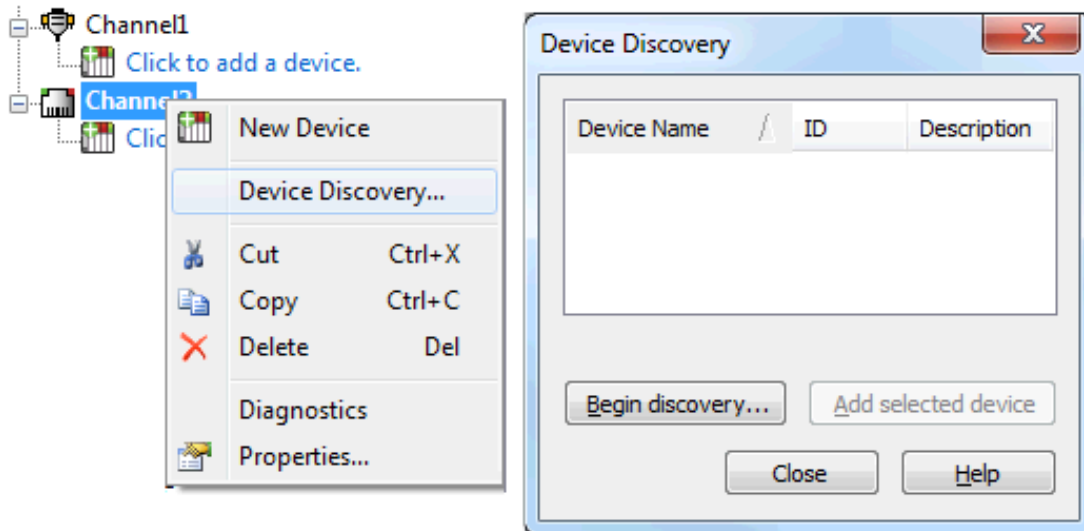 Channel1
Click to add a device.
Channel2
Clic
New Device
Device Discovery...
Cut Ctrl+X
Copy Ctrl+C
Delete Del
Diagnostics
Properties...
Device Discovery
Device Name ID Description
Begin discovery... Add selected device
Close Help